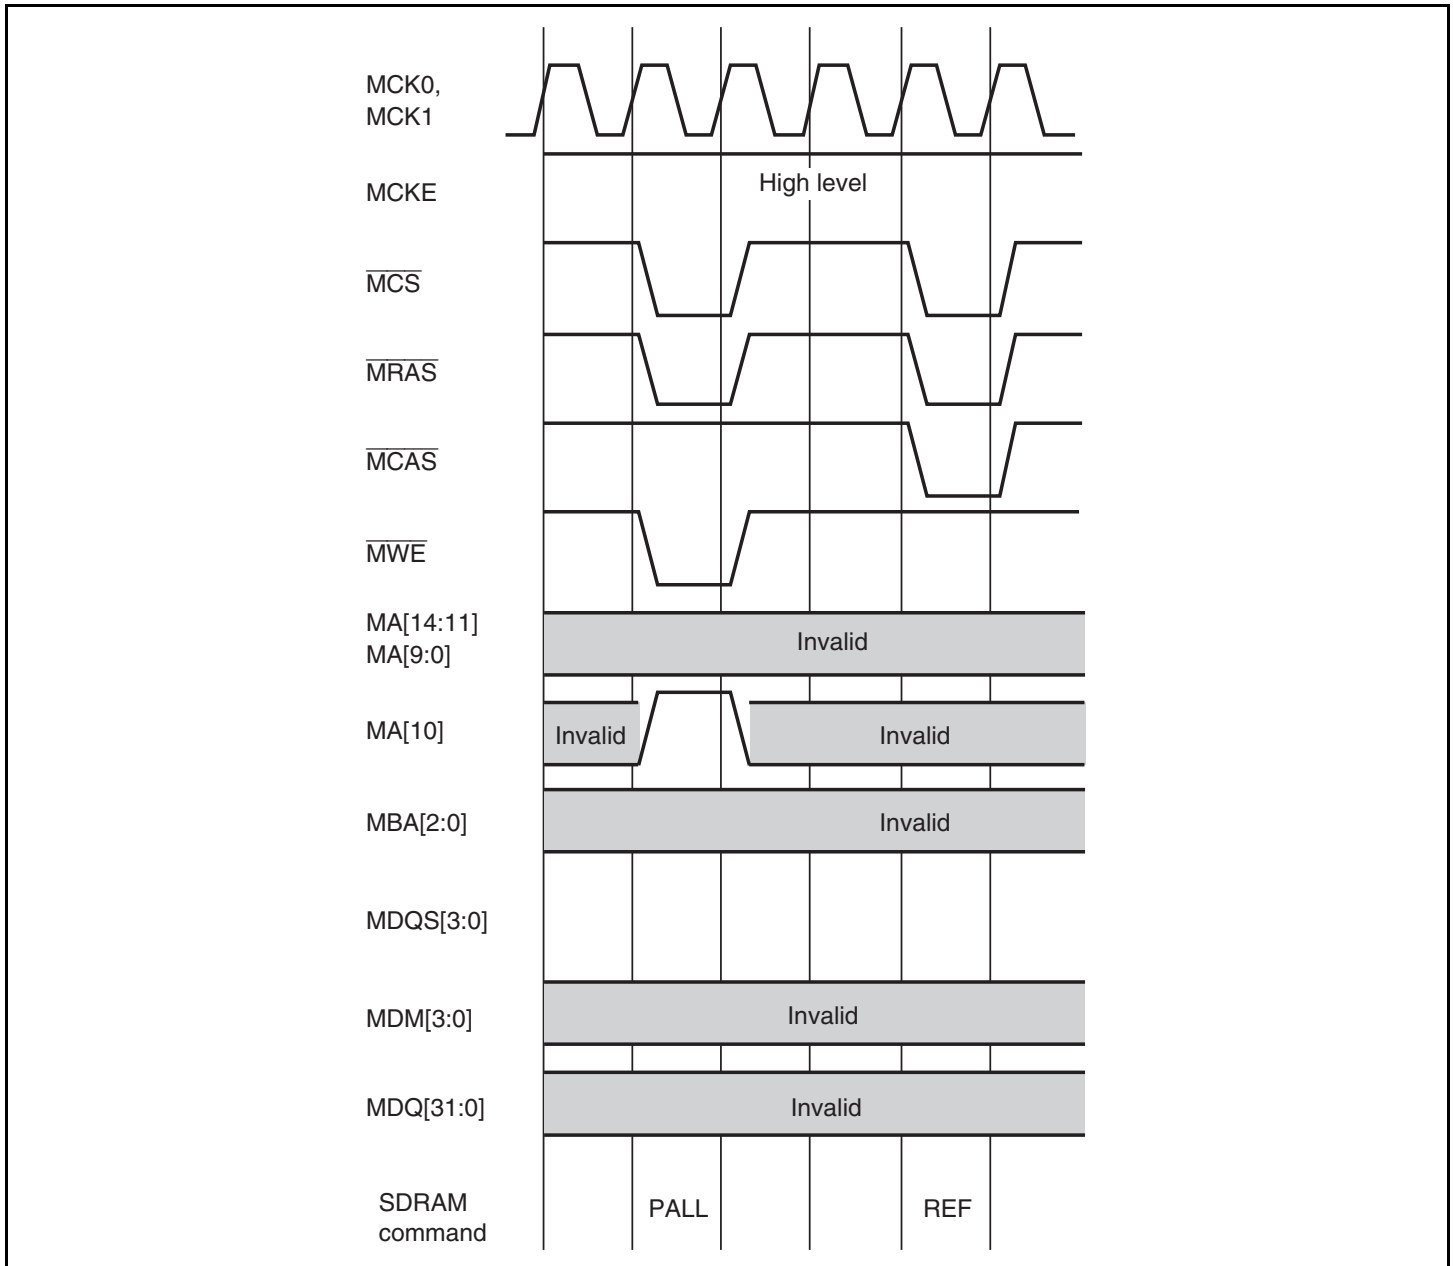 MCK0,
MCK1
MCKE
High level
MCS
MRAS
MCAS
MWE
MA[14:11]
MA[9:0]
Invalid
MA[10]
Invalid
Invalid
MBA[2:0]
Invalid
MDQS[3:0]
MDM[3:0]
Invalid
MDQ[31:0]
Invalid
SDRAM
command
PALL
REF